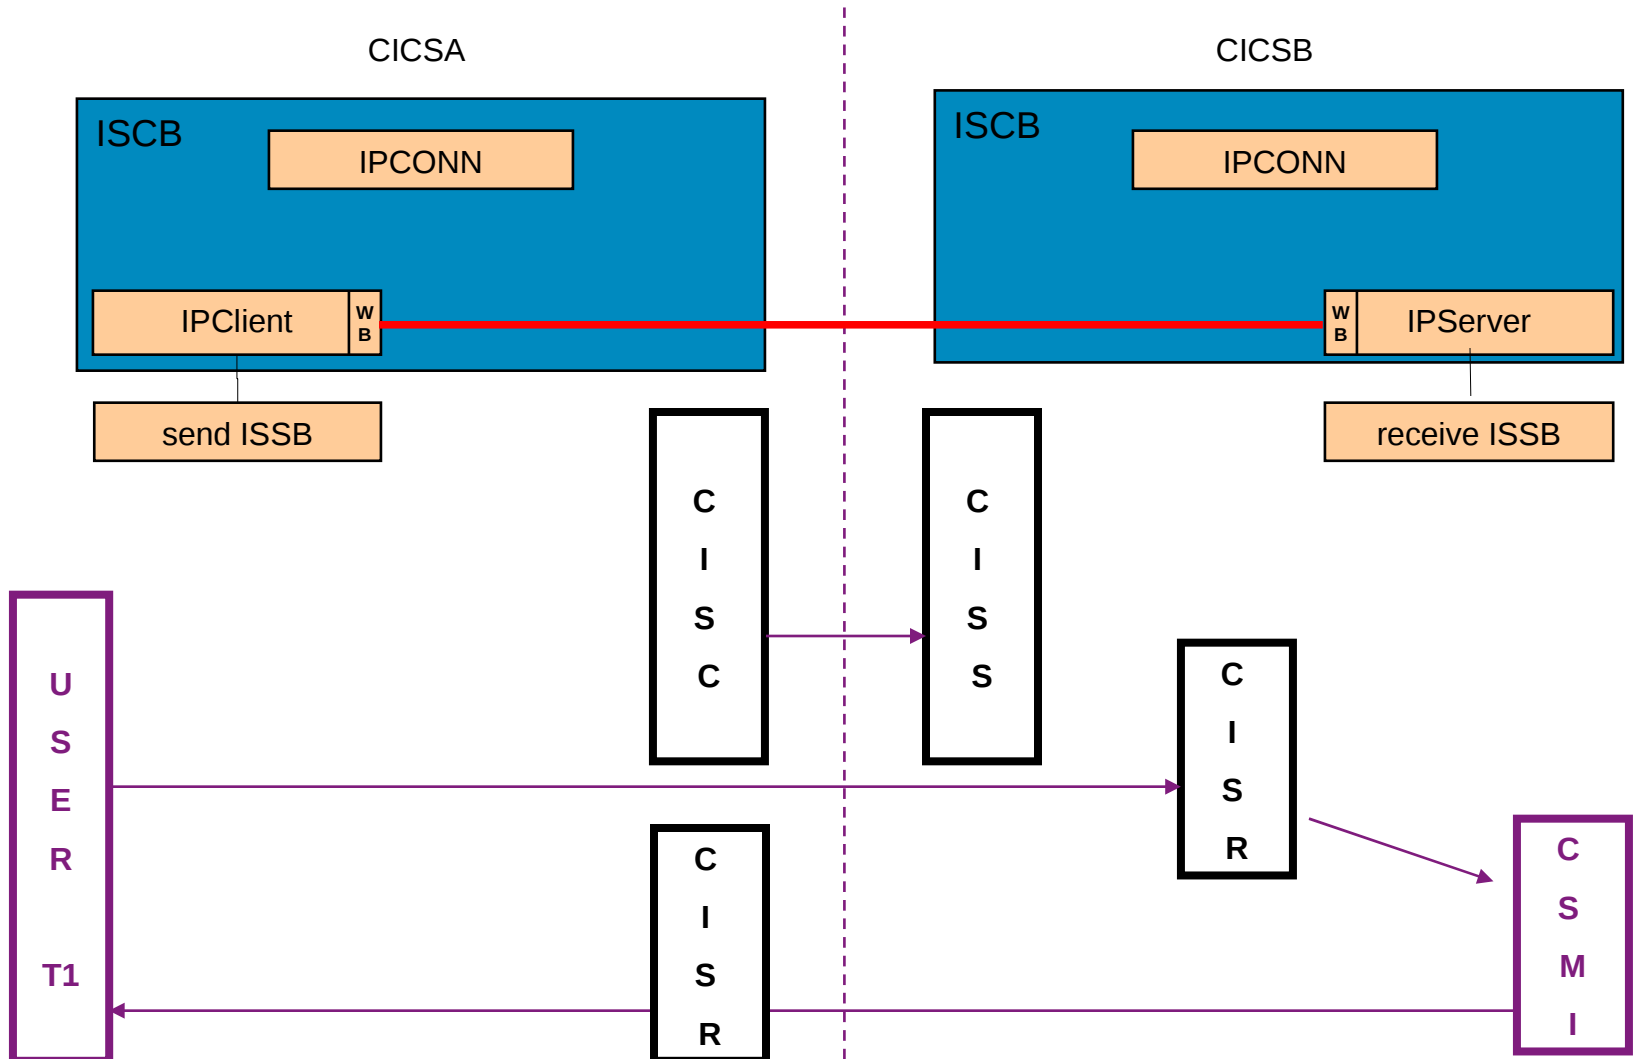 CICSA
CICSB
ISCB
IPCONN
ISCB
IPCONN
IPClient
W
B
W
B
IPServer
send ISSB
receive ISSB
C
I
S
C
C
I
S
S
U
S
E
R
T1
C
I
S
R
C
I
S
R
C
S
M
I